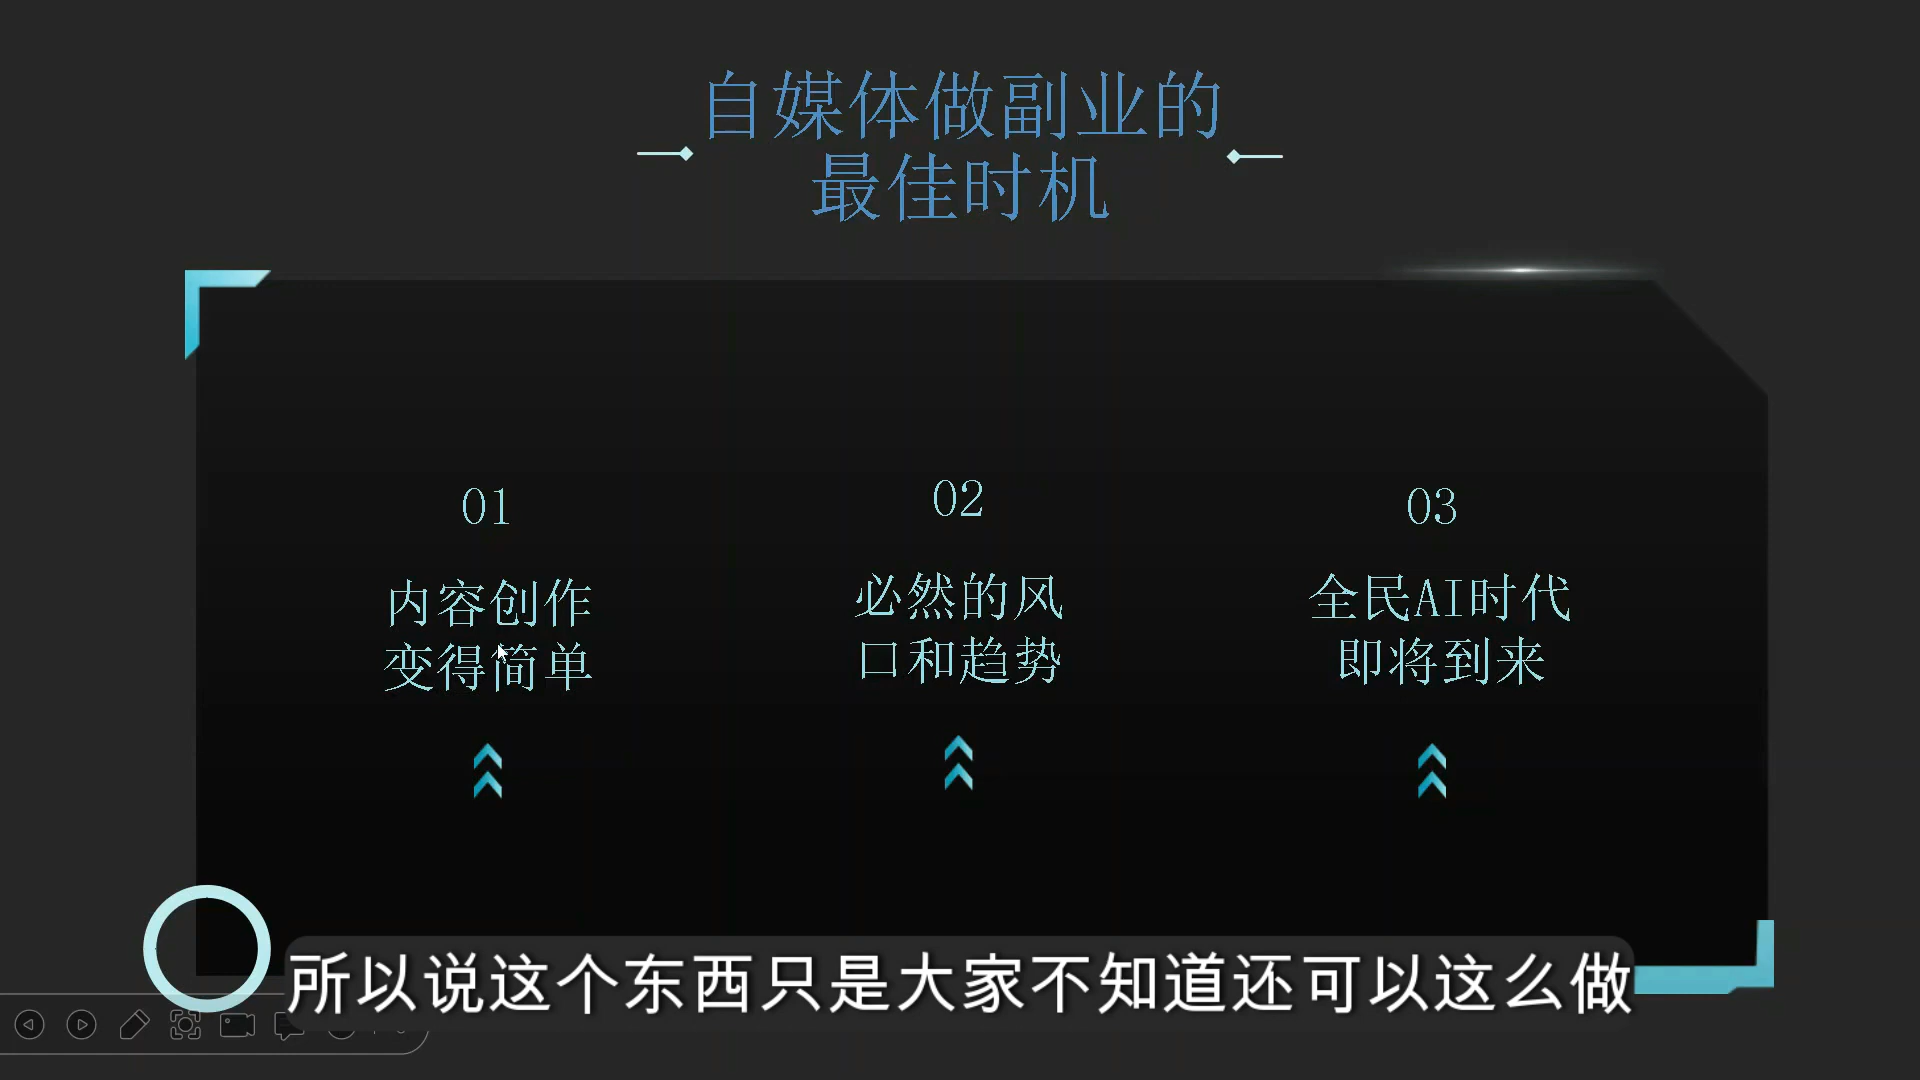 自媒体做副业的
最佳时机
01
内容创作
变得简单
02
必然的风
口和趋势
03
全民AI时代
即将到来
所以说这个东西只是大家不知道还可以这么做